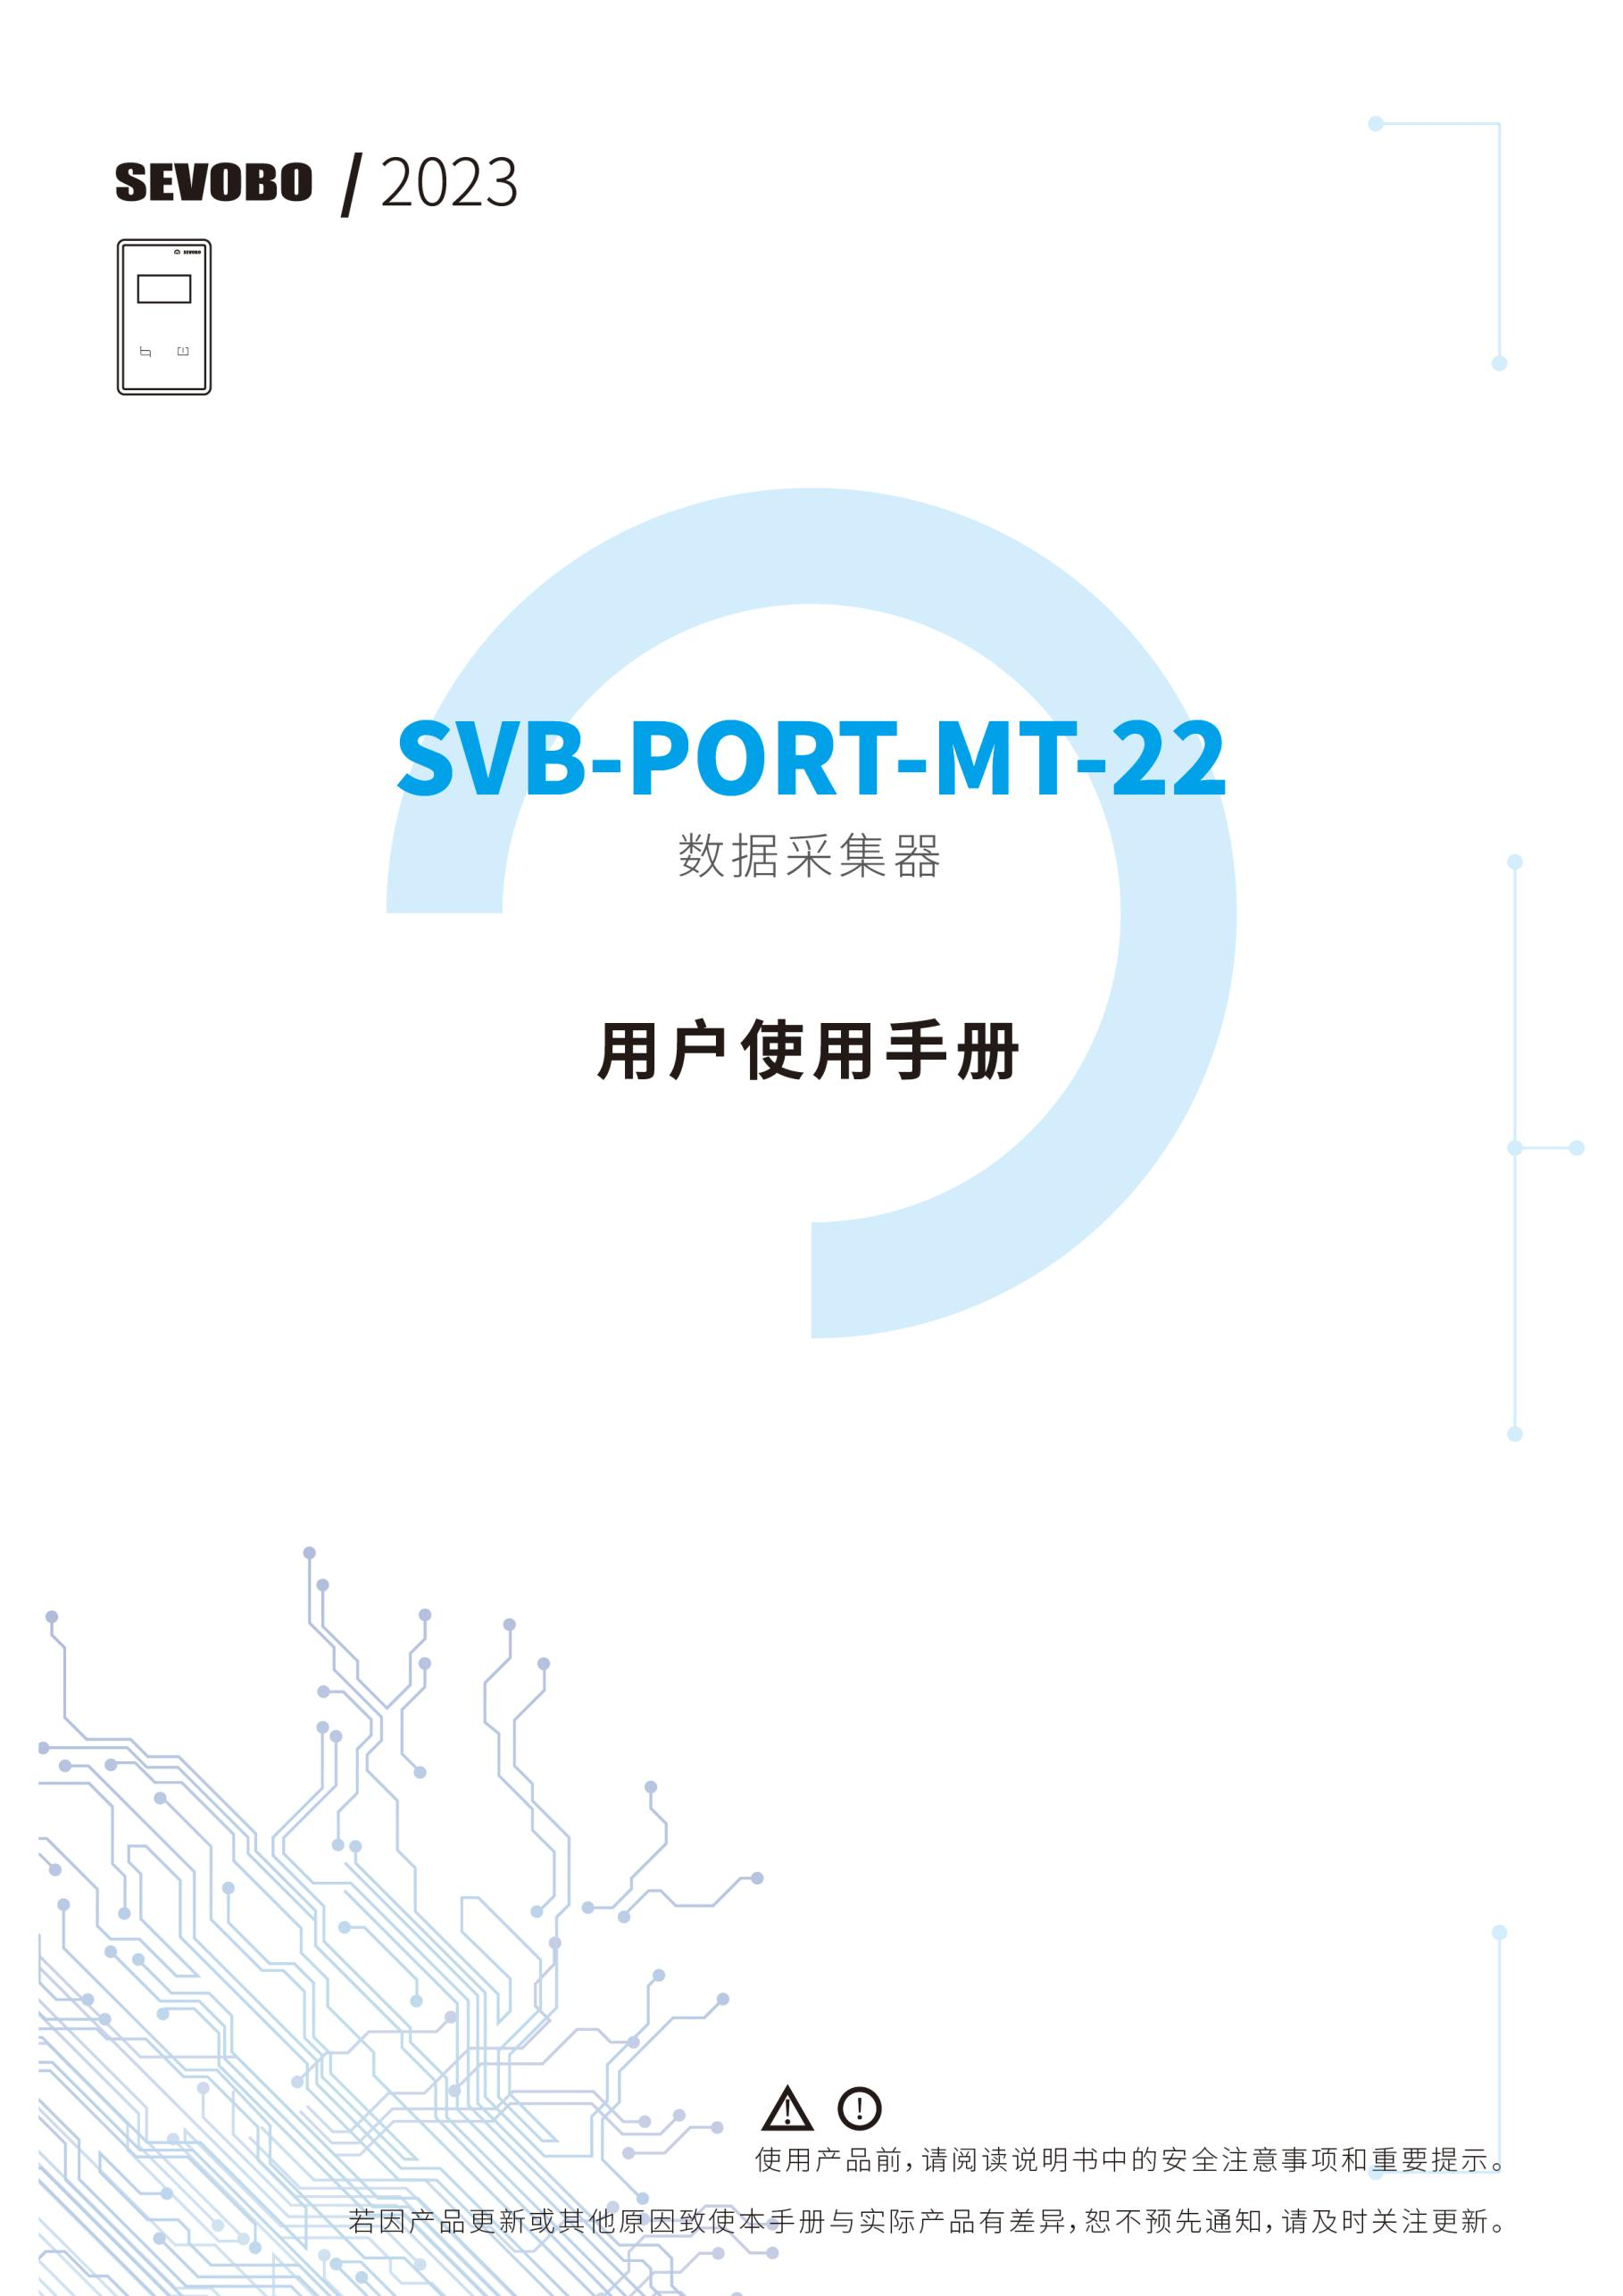 SEVOBO / 2023
SEVOBO
SVB-PORT-MT-22
数据采集器
用户使用手册
使用产品前,请阅读说明书中的安全注意事项和重要提示。
若因产品更新或其他原因致使本手册与实际产品有差异,恕不预先通知,请及时关注更新。